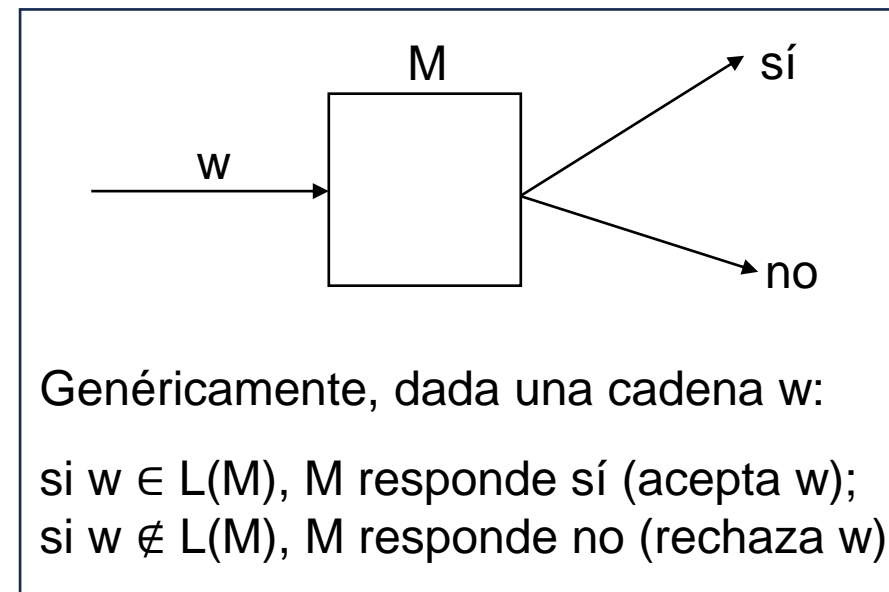 M
sí
w
no
Genéricamente, dada una cadena w:
si w ∈ L(M), M responde sí (acepta w);
si w ∉ L(M), M responde no (rechaza w)